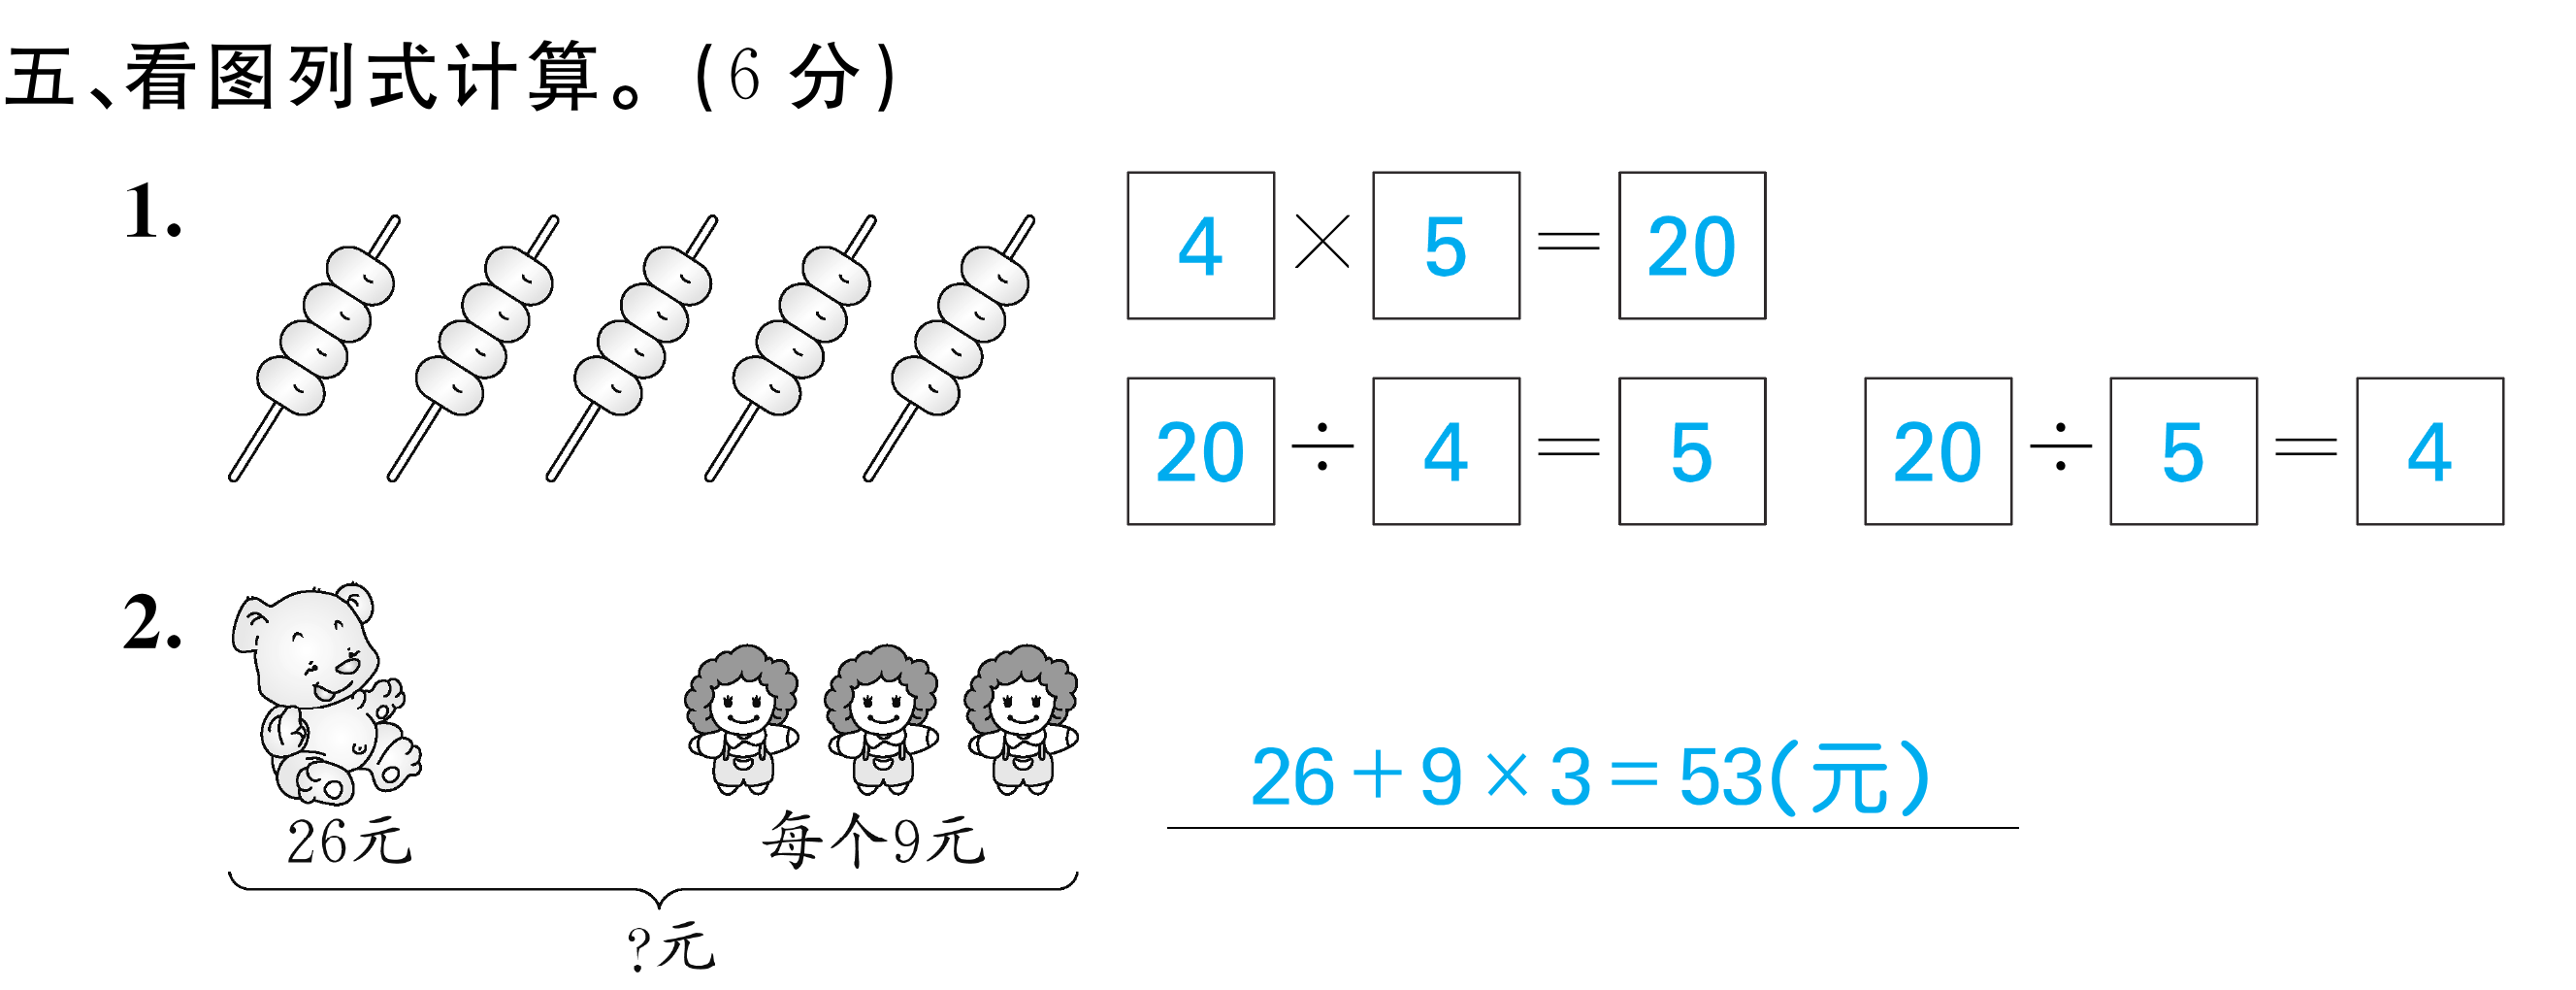 五、看图列式计算。(6 分)
1.
4 × 5 = 20
20 ÷ 4 = 5 20 ÷ 5 = 4
2.
26元 每个9元
?元
26+9×3=53(元)